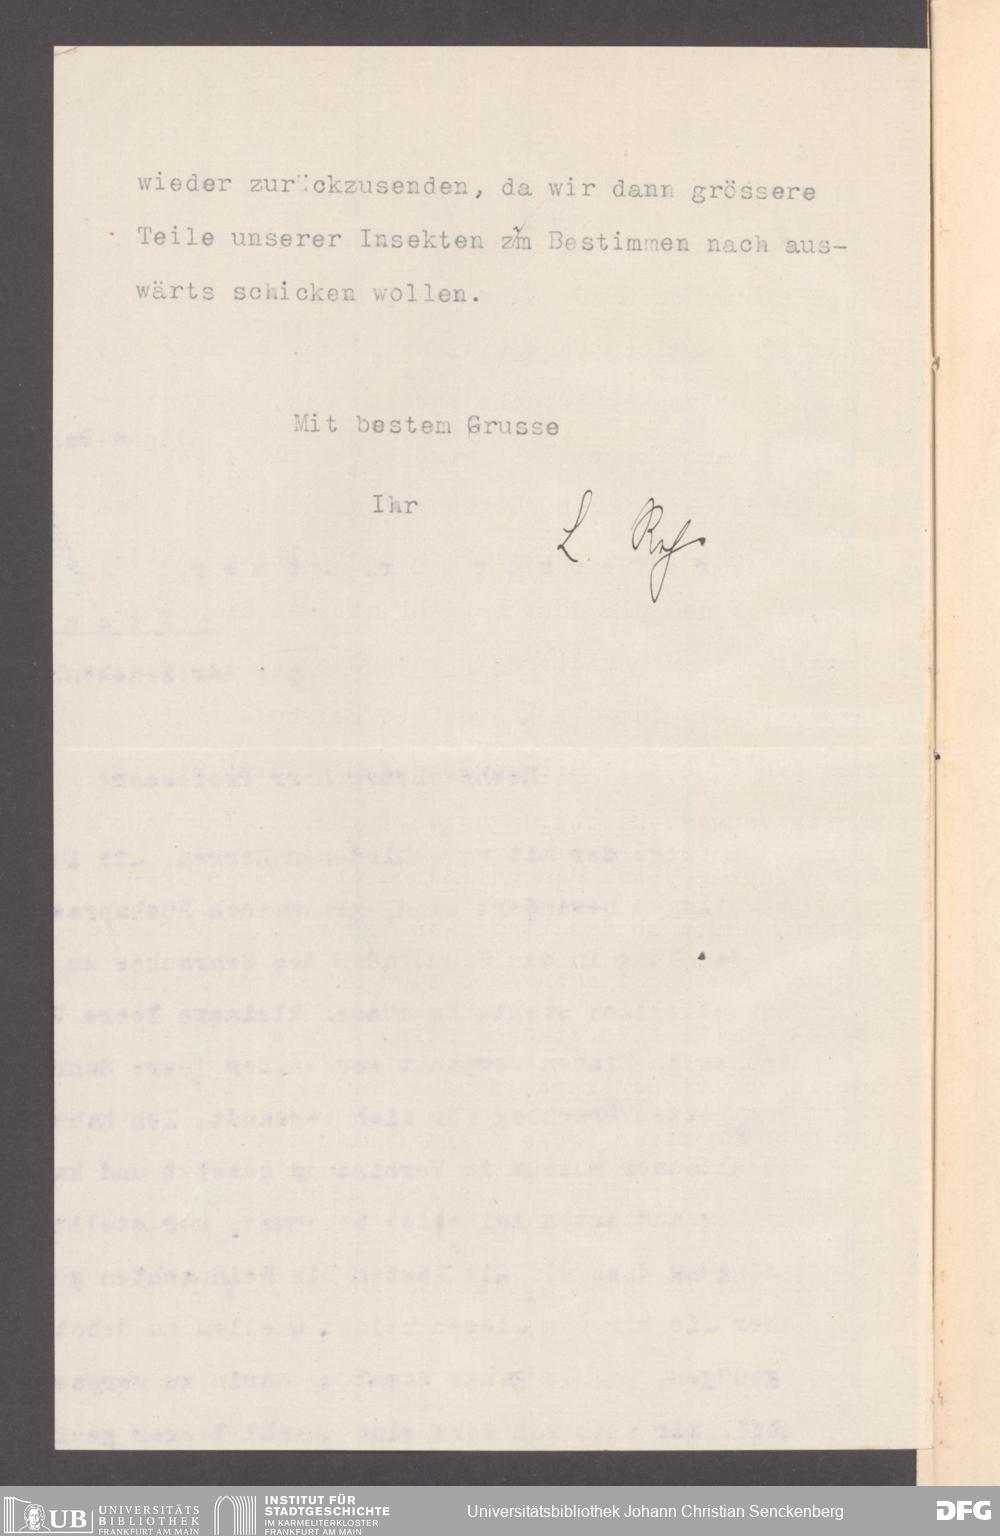 wieder zurückzusenden, da wir dann grössere
Teile unserer Insekten zum Bestimmen nach aus-
wärts schicken wollen.
Mit bestem Grusse
Ihr
L.
UB
UNIVERSITÄTS
BIBLIOTHEK
FRANKFURT AM MAIN
INSTITUT FÜR
STADTGESCHICHTE
IM KARMELITERKLOSTER
FRANKFURT AM MAIN
Universitätsbibliothek Johann Christian Senckenberg
DFG